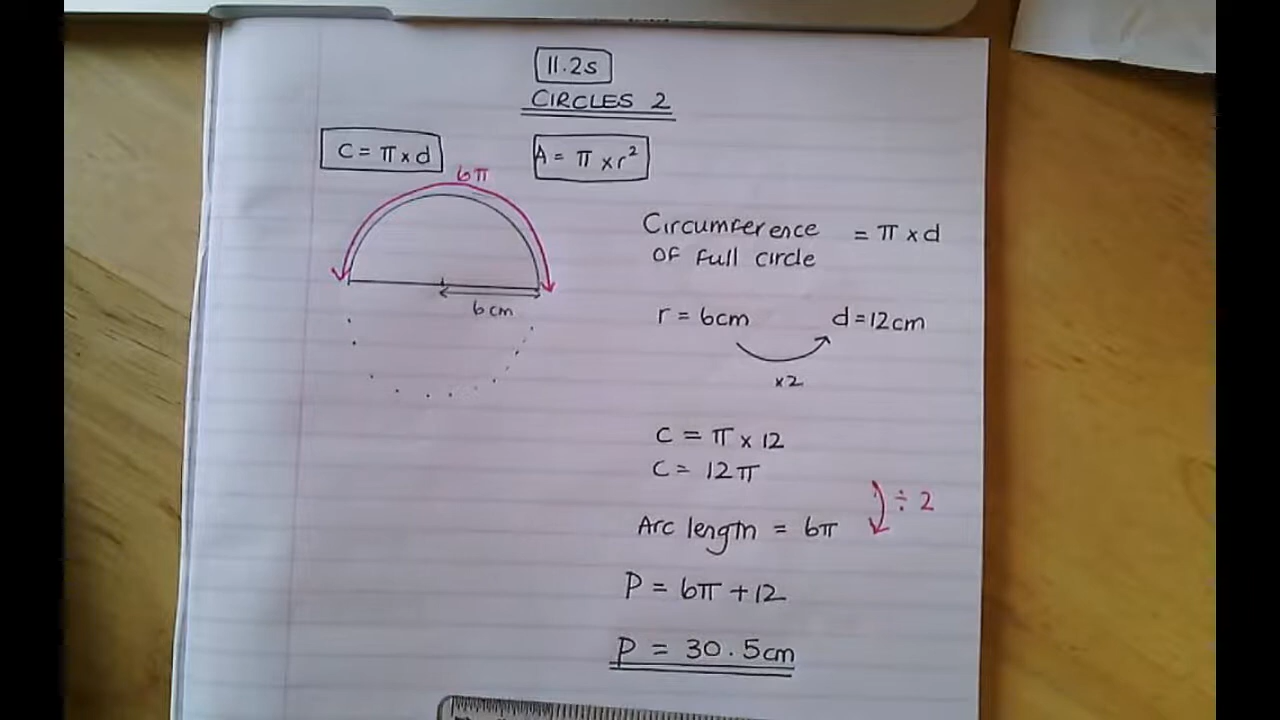 11.2s
CIRCLES 2
C = π × d
A = π × r²
6π
6cm
Circumference = π × d
of full circle
r = 6cm
d = 12cm
×2
C = π × 12
C = 12π
÷ 2
Arc length = 6π
P = 6π + 12
P = 30.5cm